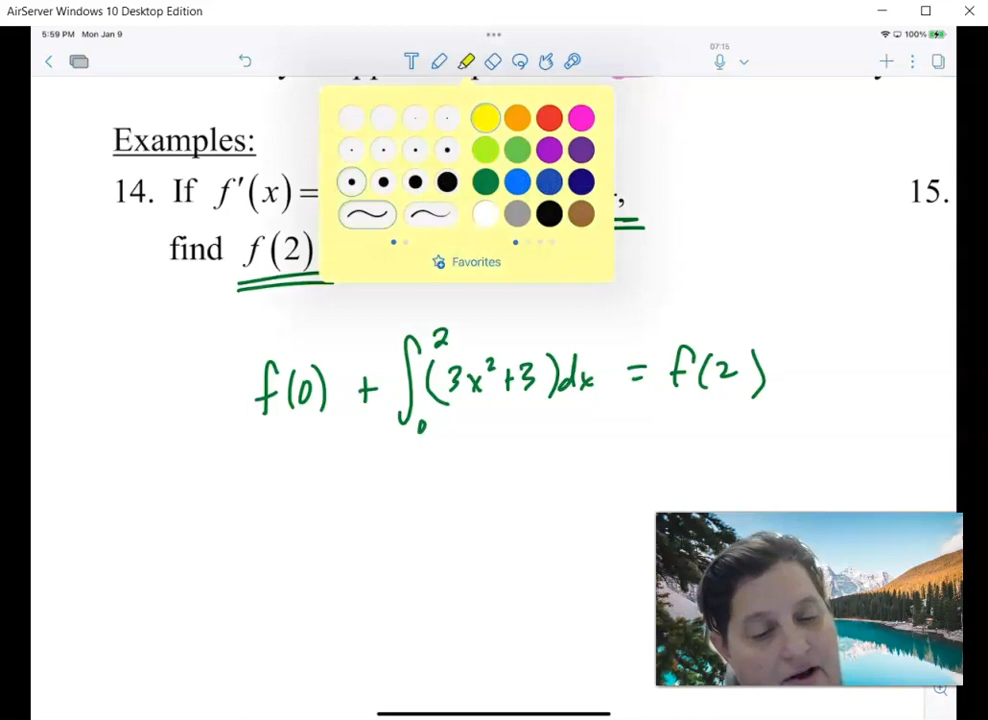 AirServer Windows 10 Desktop Edition
5:59 PM Mon Jan 9
100%
07:15
Examples:
14. If f′(x)=
,
15.
find f(2)
Favorites
f(0) + ∫₀² (3x²+3)dx = f(2)